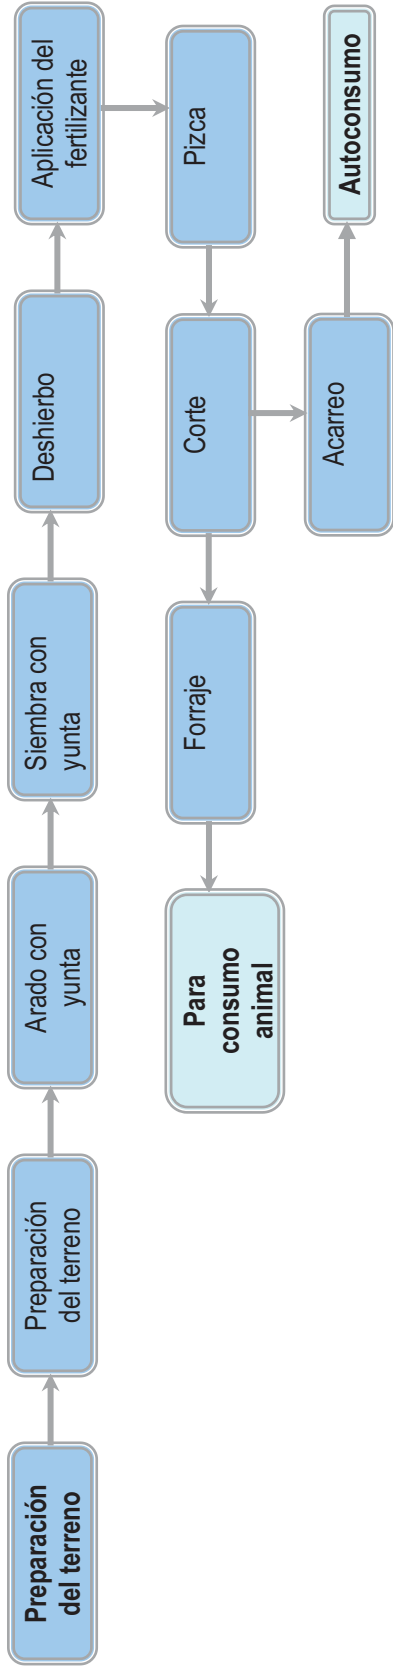 Preparación
del terreno
Preparación
del terreno
Arado con
yunta
Siembra con
yunta
Deshierbo
Aplicación del
fertilizante
Pizca
Corte
Forraje
Para
consumo
animal
Acarreo
Autoconsumo